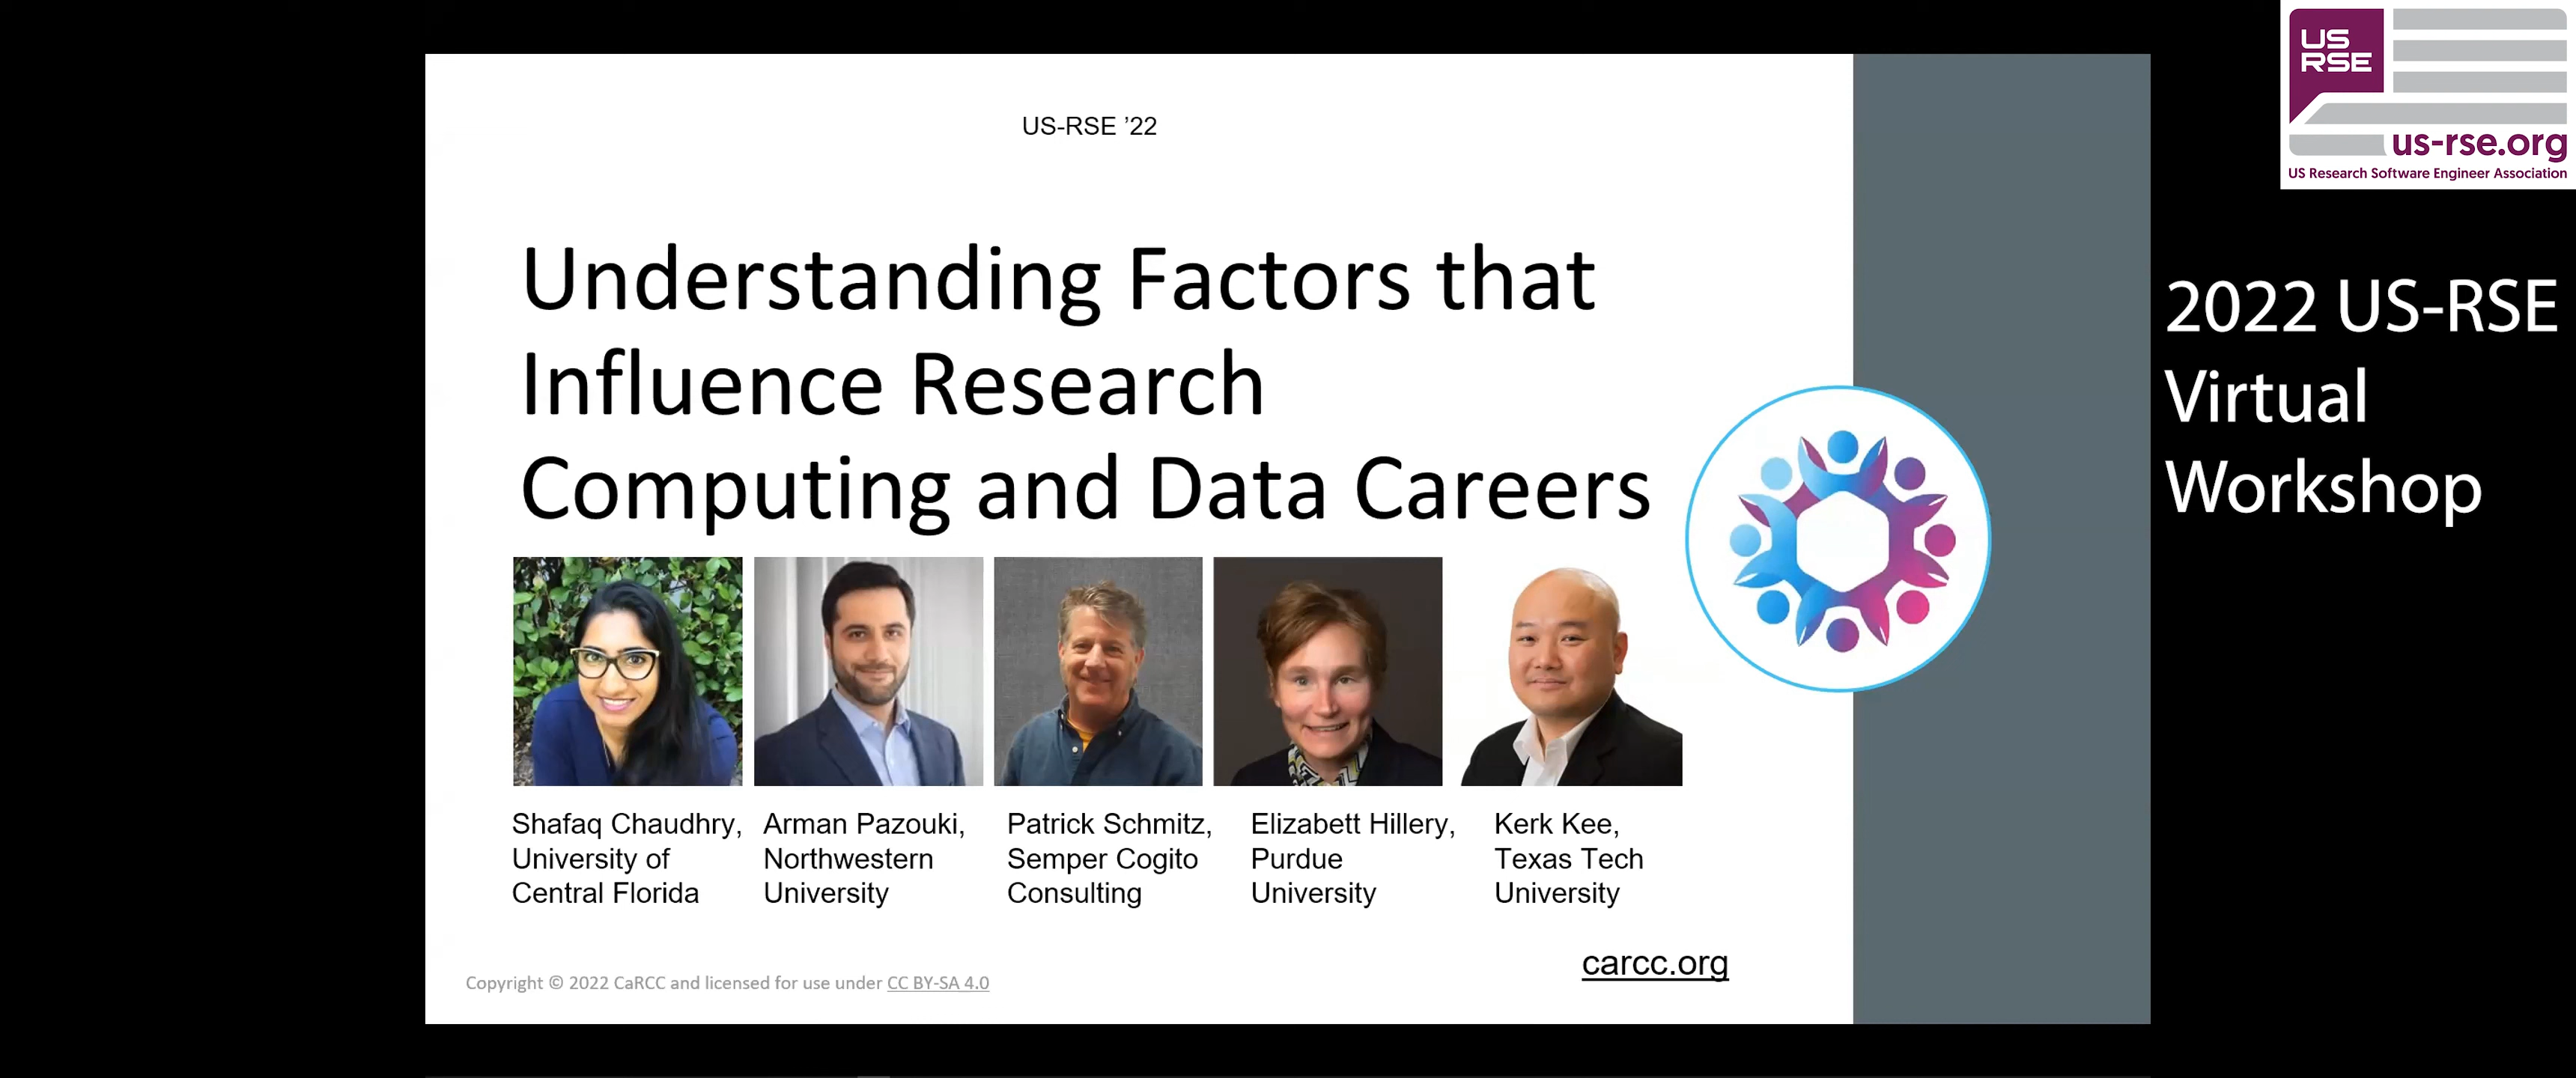 US-RSE ’22
Understanding Factors that
Influence Research
Computing and Data Careers
Shafaq Chaudhry,
University of
Central Florida
Arman Pazouki,
Northwestern
University
Patrick Schmitz,
Semper Cogito
Consulting
Elizabett Hillery,
Purdue
University
Kerk Kee,
Texas Tech
University
carcc.org
Copyright © 2022 CaRCC and licensed for use under CC BY-SA 4.0
US
RSE
us-rse.org
US Research Software Engineer Association
2022 US-RSE
Virtual
Workshop